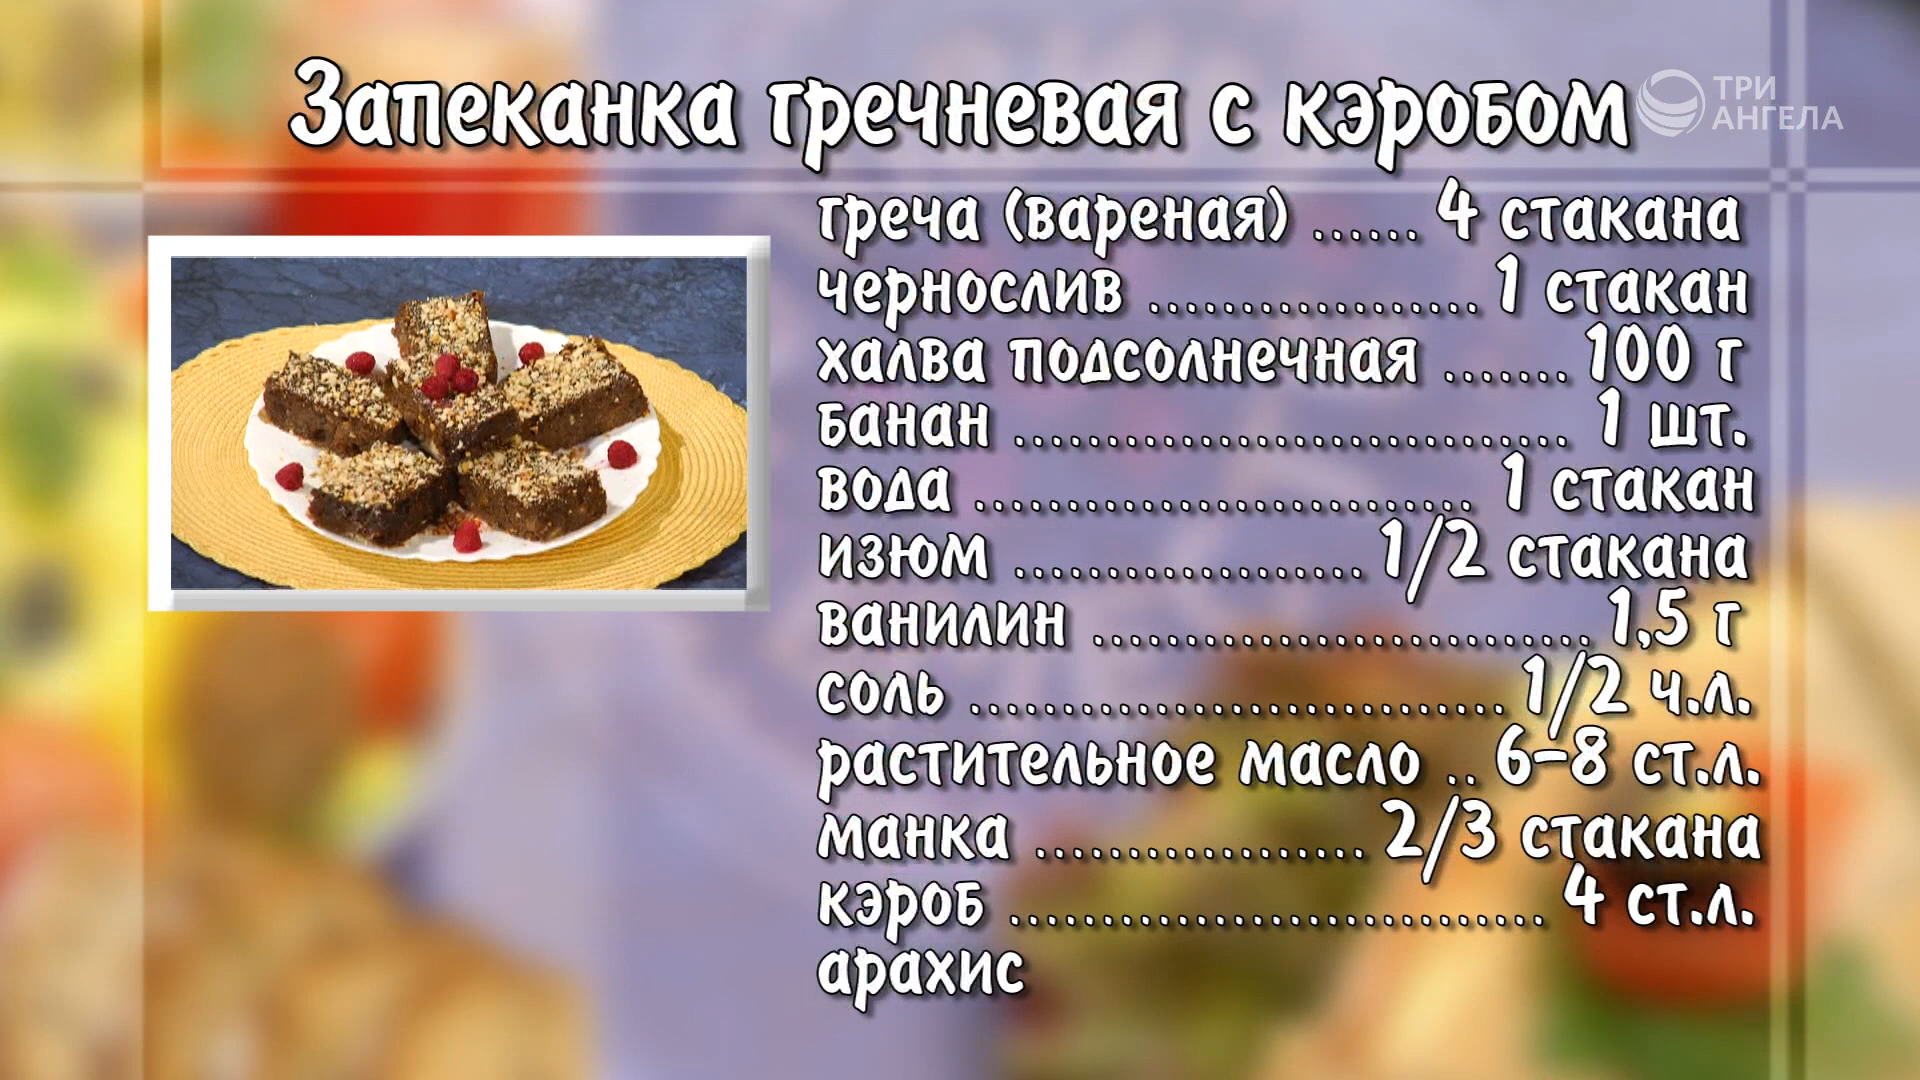 Запеканка гречневая с кэробом
ТРИ
АНГЕЛА
греча (вареная) ...... 4 стакана
чернослив .................. 1 стакан
халва подсолнечная ....... 100 г
банан .............................. 1 шт.
вода ........................... 1 стакан
изюм ................... 1/2 стакана
ванилин ........................... 1,5 г
соль ............................. 1/2 ч.л.
растительное масло .. 6-8 ст.л.
манка .................. 2/3 стакана
кэроб ............................. 4 ст.л.
арахис